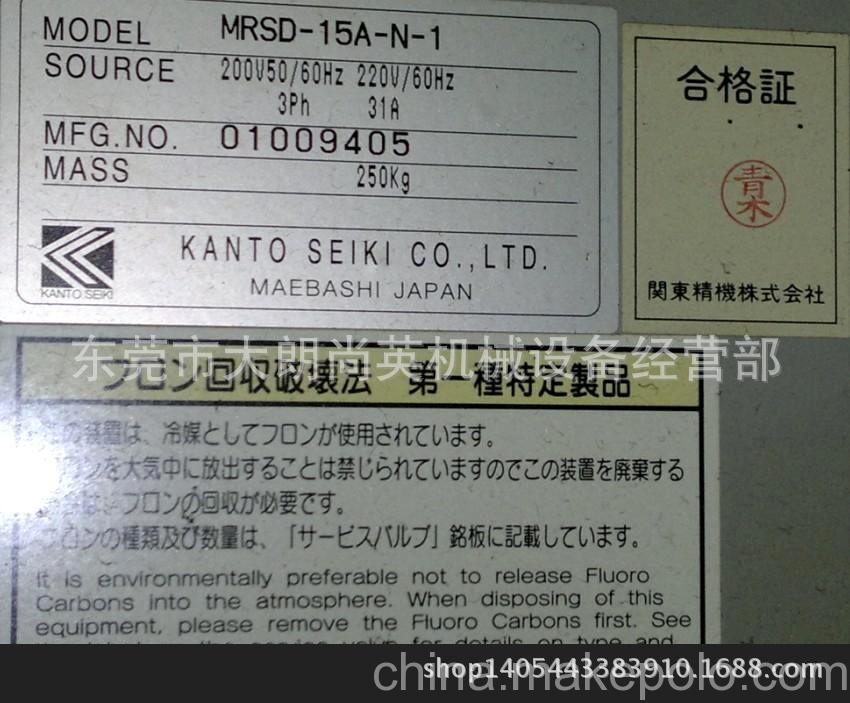 MODEL MRSD-15A-N-1
SOURCE 200V50/60Hz 220V/60Hz
3Ph 31A
MFG.NO. 01009405
MASS 250Kg
KANTO SEIKI
KANTO SEIKI CO.,LTD.
MAEBASHI JAPAN
合格証
青木
関東精機株式会社
东莞市大朗尚英机械设备经营部
フロン回収破壊法 第一種特定製品
装置は、冷媒としてフロンが使用されています。
を大気中に放出することは禁じられていますのでこの装置を廃棄する
は、フロンの回収が必要です。
フロンの種類及び数量は、「サービスバルブ」銘板に記載しています。
It is environmentally preferable not to release Fluoro
Carbons into the atmosphere. When disposing of this
equipment, please remove the Fluoro Carbons first. See
for details on type and
shop1405443383910.1688.com
china.makepolo.com